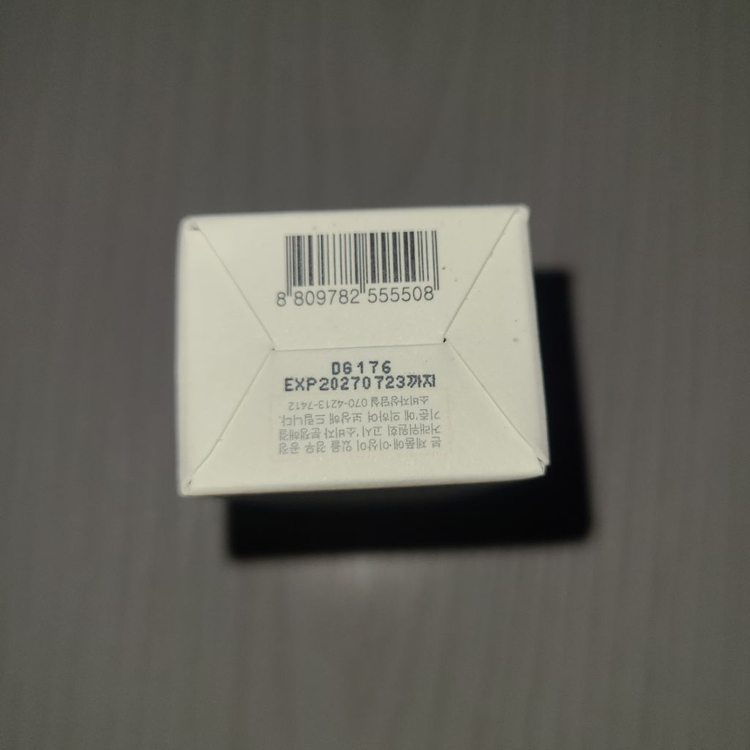 8 809782 555508
DG176
EXP20270723까지
본 제품에 이상이 있을 경우 공정
거래위원회 고시 '소비자 분쟁해결
기준'에 의하여 보상해 드립니다.
소비자상담실 070-4213-7412